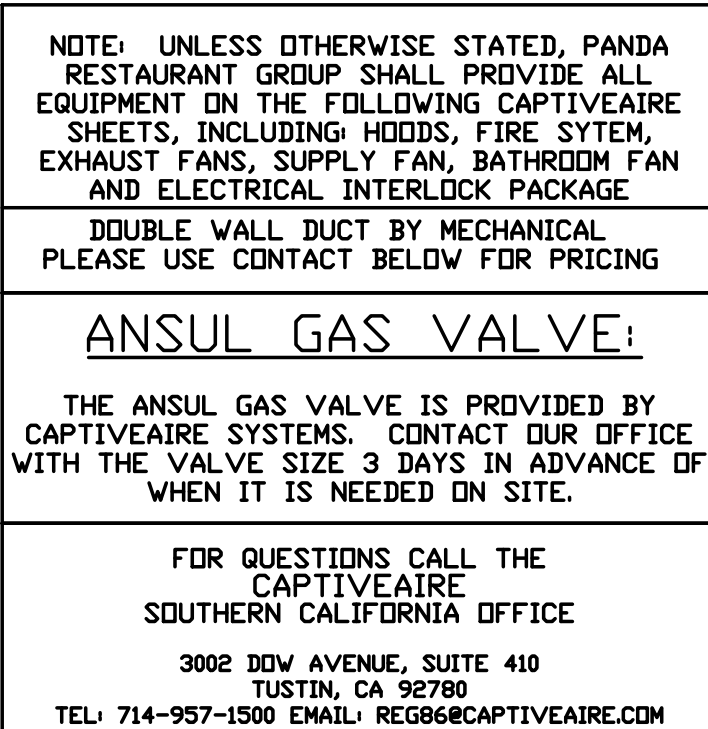 NOTE: UNLESS OTHERWISE STATED, PANDA
RESTAURANT GROUP SHALL PROVIDE ALL
EQUIPMENT ON THE FOLLOWING CAPTIVEAIRE
SHEETS, INCLUDING: HOODS, FIRE SYTEM,
EXHAUST FANS, SUPPLY FAN, BATHROOM FAN
AND ELECTRICAL INTERLOCK PACKAGE
DOUBLE WALL DUCT BY MECHANICAL
PLEASE USE CONTACT BELOW FOR PRICING
ANSUL GAS VALVE:
THE ANSUL GAS VALVE IS PROVIDED BY
CAPTIVEAIRE SYSTEMS. CONTACT OUR OFFICE
WITH THE VALVE SIZE 3 DAYS IN ADVANCE OF
WHEN IT IS NEEDED ON SITE.
FOR QUESTIONS CALL THE
CAPTIVEAIRE
SOUTHERN CALIFORNIA OFFICE
3002 DOW AVENUE, SUITE 410
TUSTIN, CA 92780
TEL: 714-957-1500 EMAIL: REG86@CAPTIVEAIRE.COM